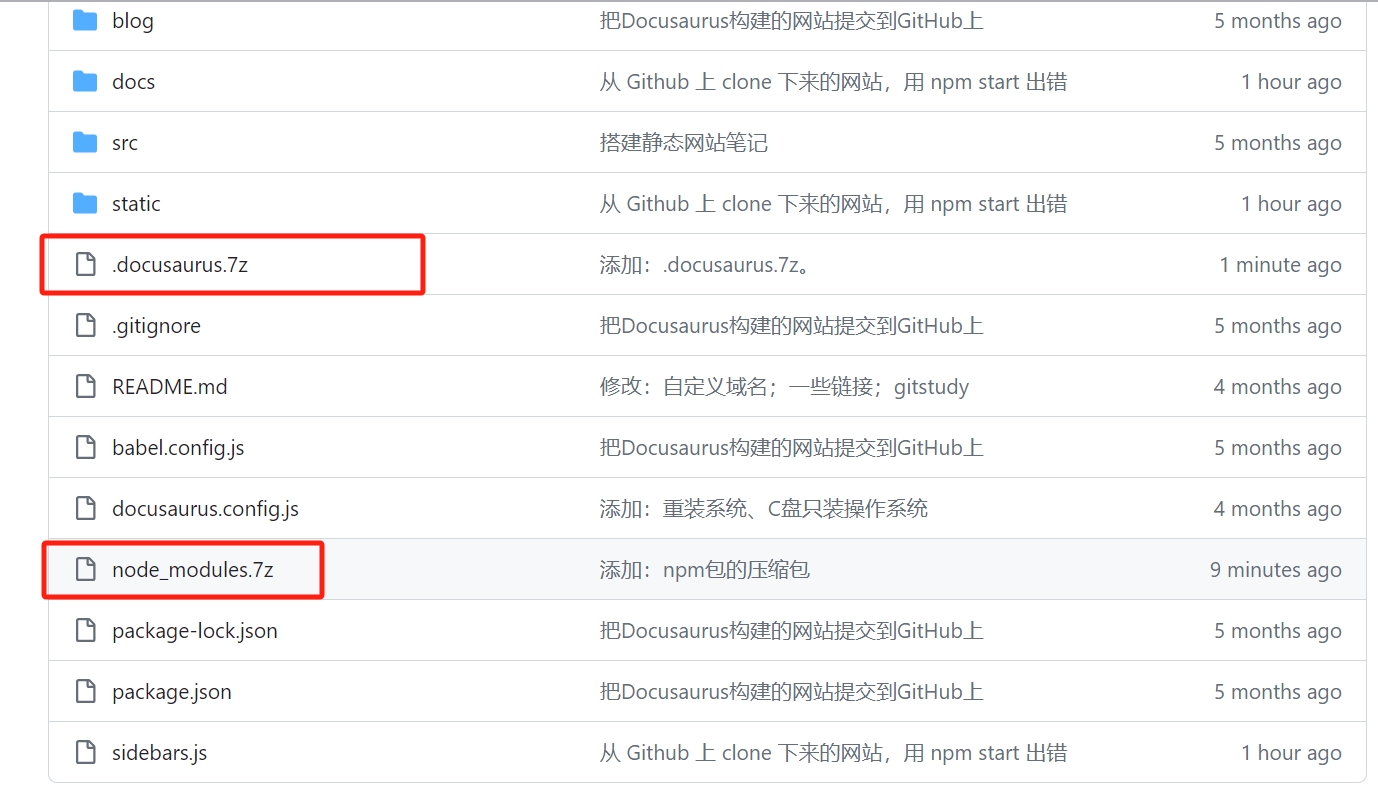 blog 把Docusaurus构建的网站提交到GitHub上 5 months ago
docs 从 Github 上 clone 下来的网站，用 npm start 出错 1 hour ago
src 搭建静态网站笔记 5 months ago
static 从 Github 上 clone 下来的网站，用 npm start 出错 1 hour ago
.docusaurus.7z 添加：.docusaurus.7z。 1 minute ago
.gitignore 把Docusaurus构建的网站提交到GitHub上 5 months ago
README.md 修改：自定义域名；一些链接；gitstudy 4 months ago
babel.config.js 把Docusaurus构建的网站提交到GitHub上 5 months ago
docusaurus.config.js 添加：重装系统、C盘只装操作系统 4 months ago
node_modules.7z 添加：npm包的压缩包 9 minutes ago
package-lock.json 把Docusaurus构建的网站提交到GitHub上 5 months ago
package.json 把Docusaurus构建的网站提交到GitHub上 5 months ago
sidebars.js 从 Github 上 clone 下来的网站，用 npm start 出错 1 hour ago